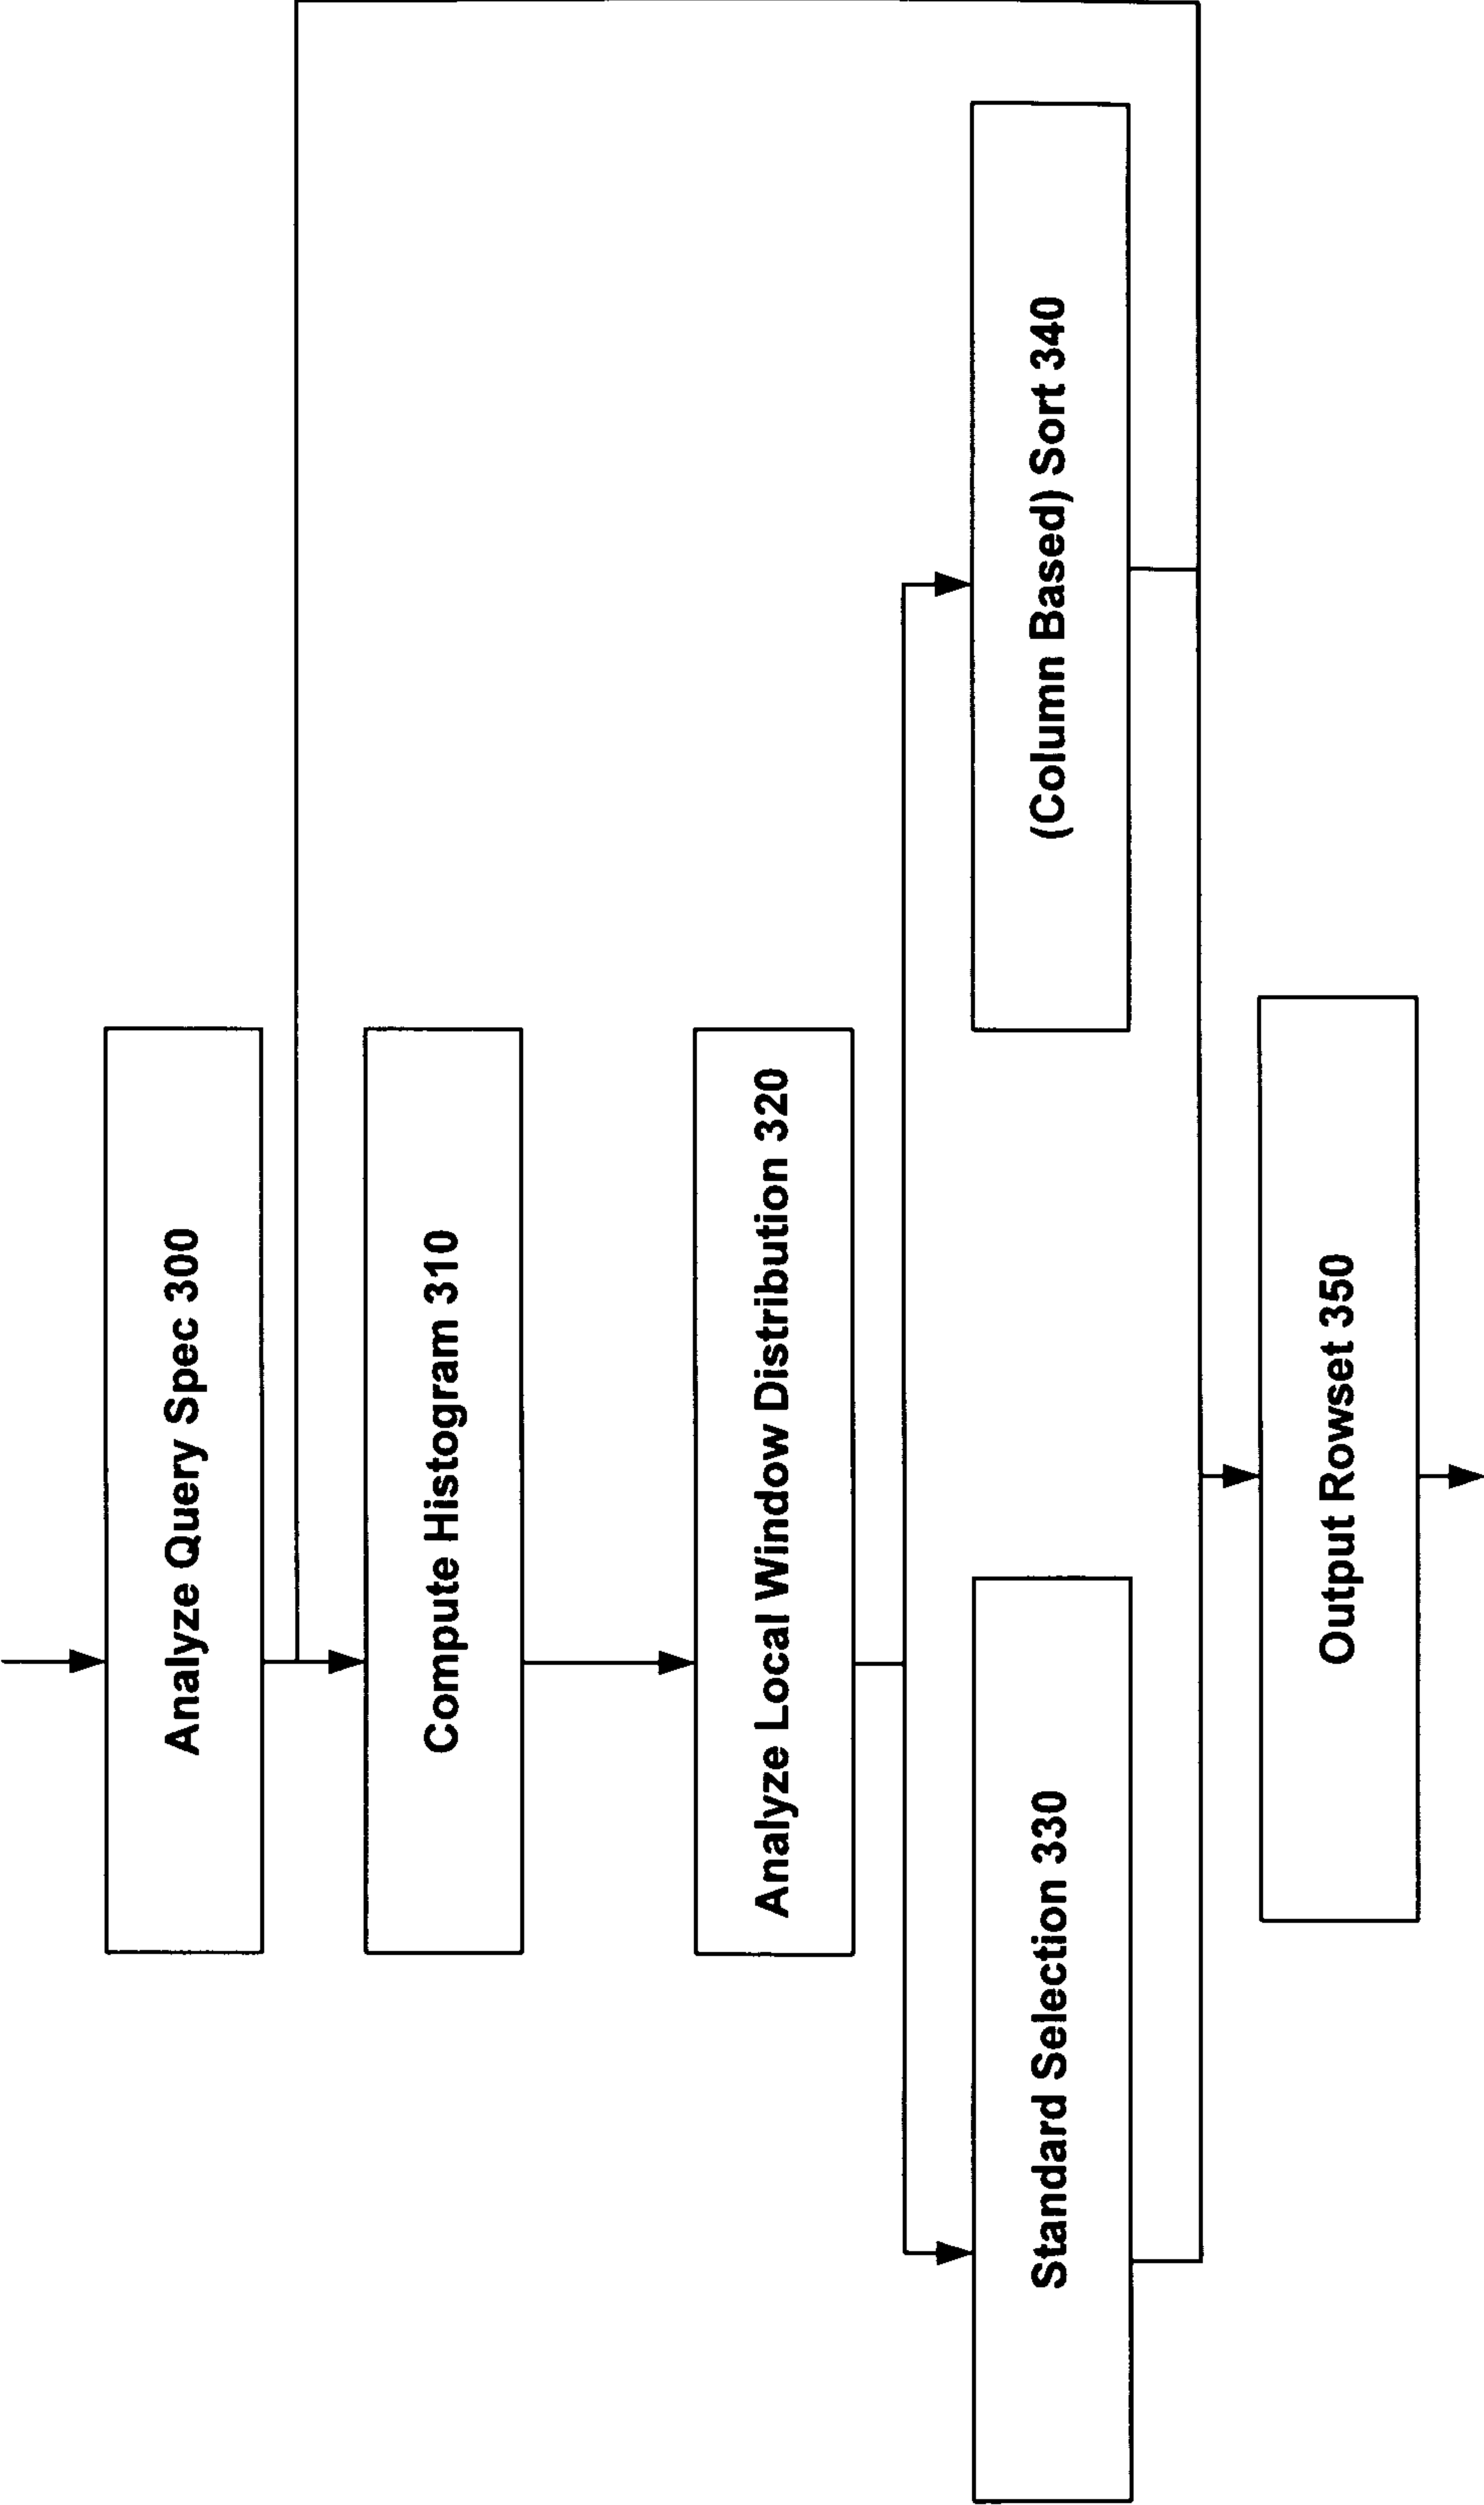 Analyze Query Spec 300
Compute Histogram 310
Analyze Local Window Distribution 320
Standard Selection 330
(Column Based) Sort 340
Output Rowset 350